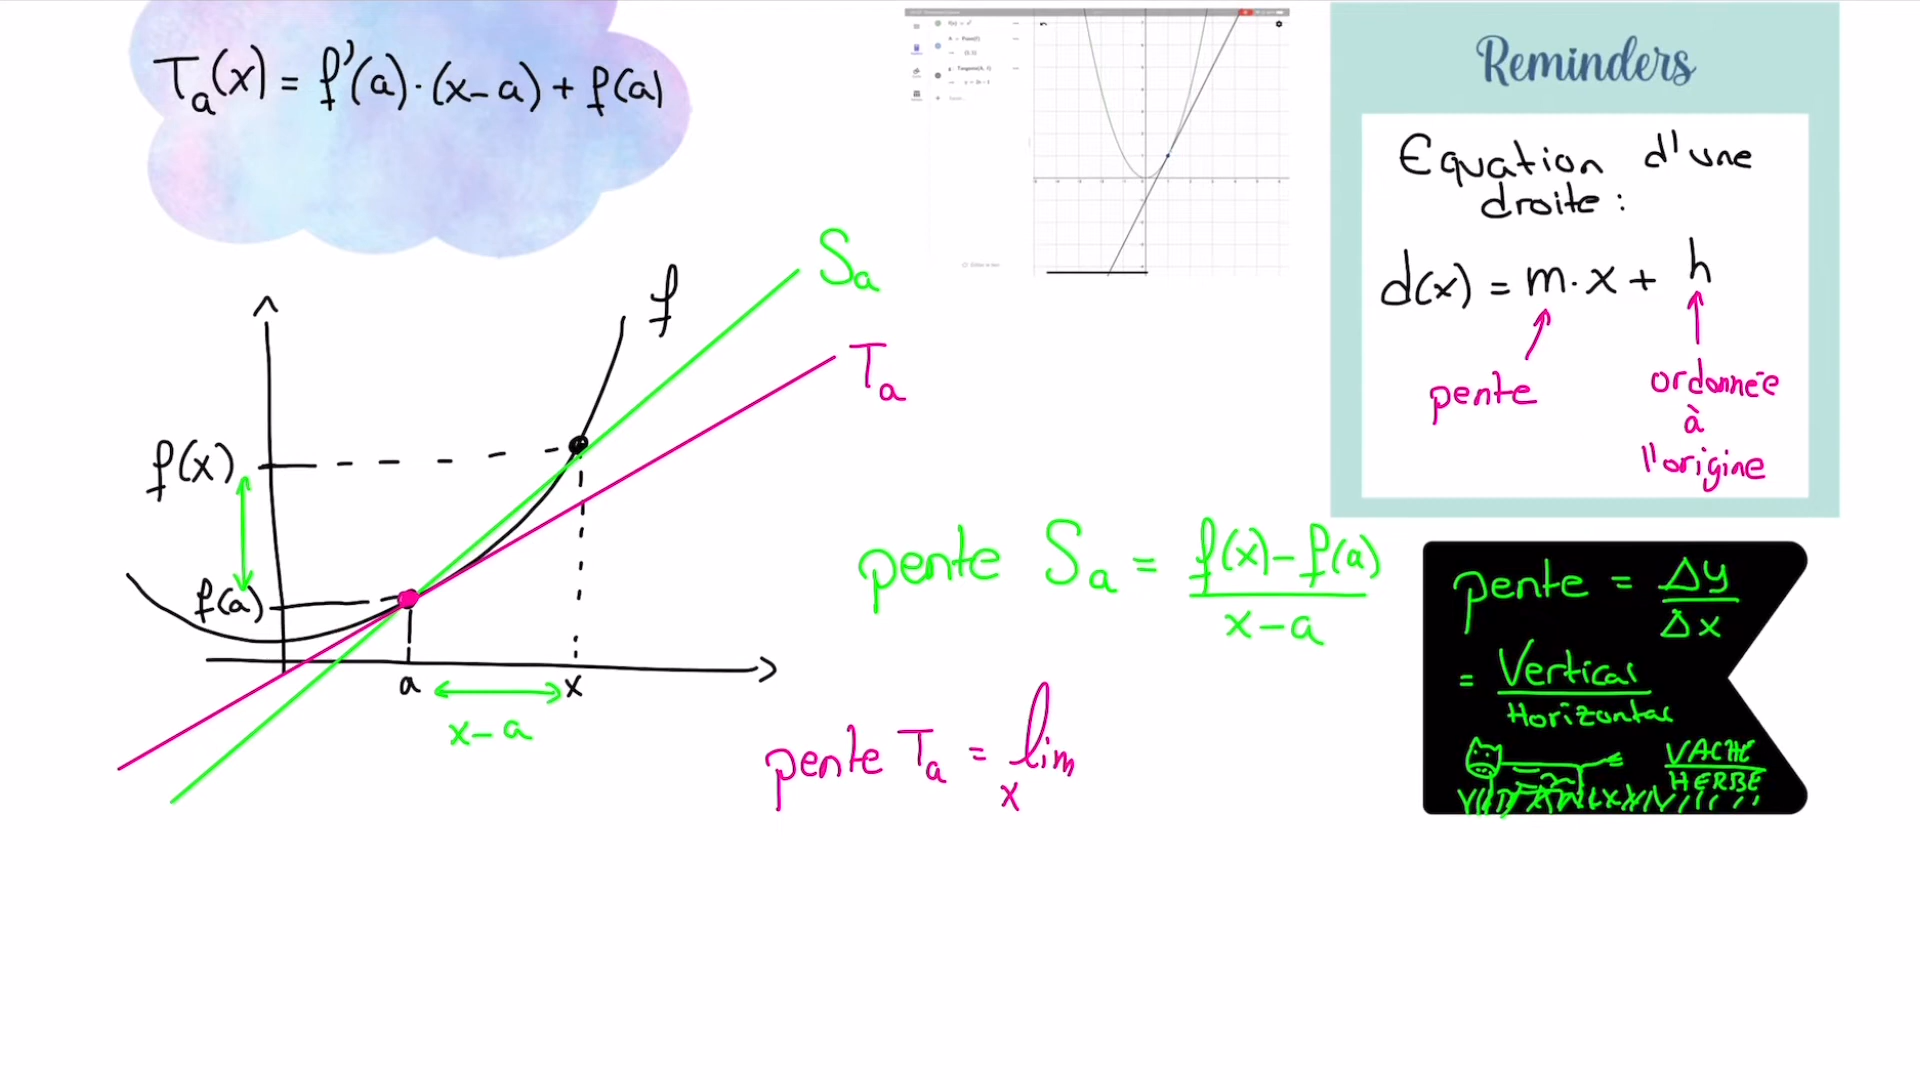 Tₐ(x) = f'(a)·(x-a) + f(a)
Reminders
Equation d'une
droite :
d(x) = m·x + h
pente
ordonnée
à
l'origine
Sₐ
f
Tₐ
f(x)
f(a)
a
x
x-a
pente Sₐ = f(x)-f(a)
x-a
pente Tₐ = lim
x
pente = Δy
Δx
= Vertical
Horizontal
VACHE
HERBE